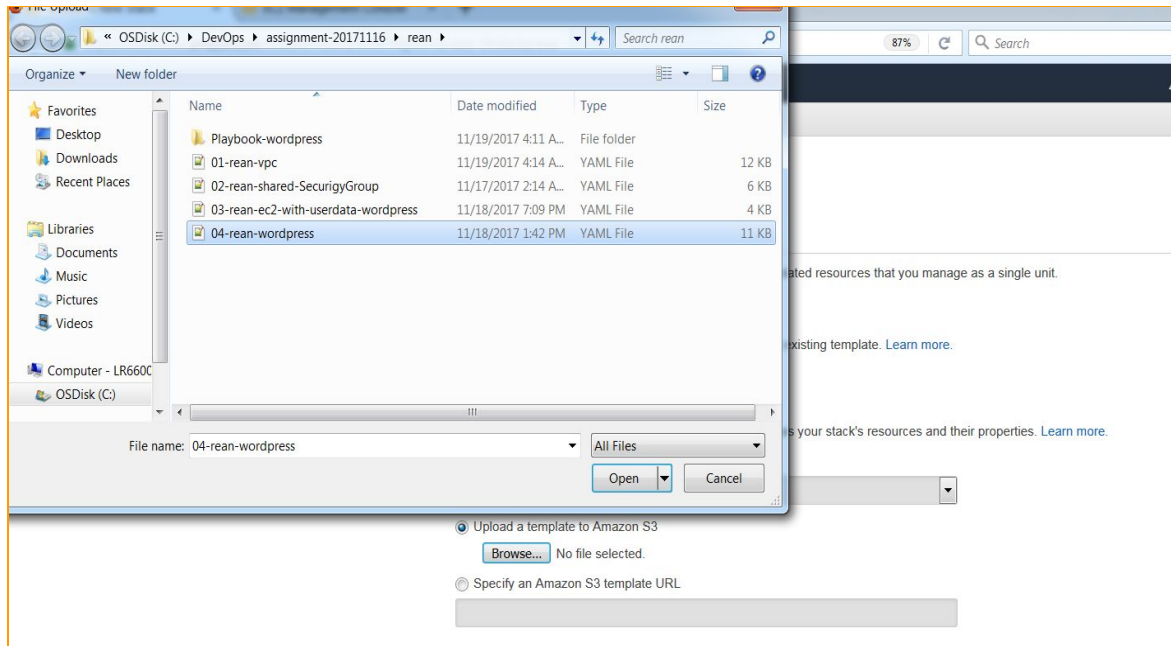 File Upload
« OSDisk (C:) ▸ DevOps ▸ assignment-20171116 ▸ rean ▸
Search rean
87%
Search
Organize
New folder
Name
Date modified
Type
Size
Favorites
Desktop
Downloads
Recent Places
Libraries
Documents
Music
Pictures
Videos
Computer - LR6600
OSDisk (C:)
Playbook-wordpress 11/19/2017 4:11 A... File folder
01-rean-vpc 11/19/2017 4:14 A... YAML File 12 KB
02-rean-shared-SecurigyGroup 11/17/2017 2:14 A... YAML File 6 KB
03-rean-ec2-with-userdata-wordpress 11/18/2017 7:09 PM YAML File 4 KB
04-rean-wordpress 11/18/2017 1:42 PM YAML File 11 KB
ated resources that you manage as a single unit.
existing template. Learn more.
s your stack's resources and their properties. Learn more.
File name: 04-rean-wordpress
All Files
Open
Cancel
Upload a template to Amazon S3
Browse... No file selected.
Specify an Amazon S3 template URL